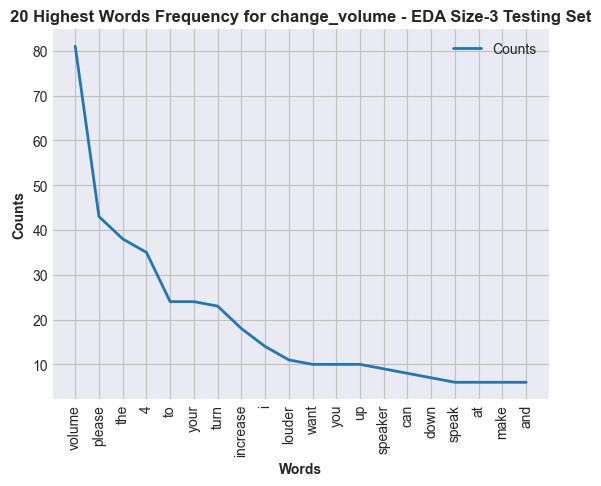 20 Highest Words Frequency for change_volume - EDA Size-3 Testing Set
Counts
80
70
60
50
40
30
20
10
Counts
volume
please
the
4
to
your
turn
increase
i
louder
want
you
up
speaker
can
down
speak
at
make
and
Words